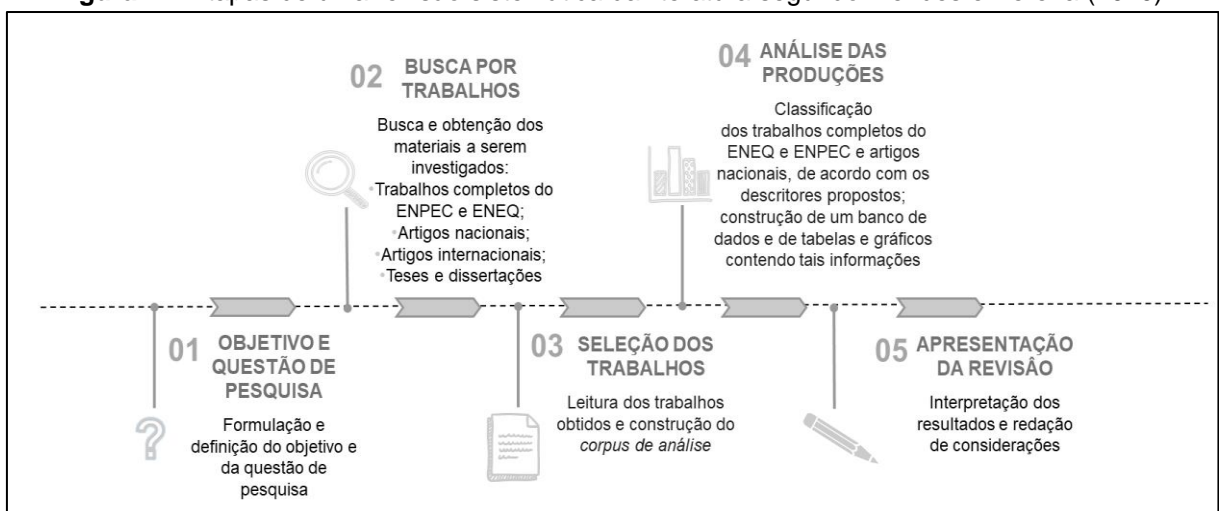 01 OBJETIVO E
QUESTÃO DE
PESQUISA
Formulação e
definição do objetivo e
da questão de
pesquisa
02 BUSCA POR
TRABALHOS
Busca e obtenção dos
materiais a serem
investigados:
•Trabalhos completos do
ENPEC e ENEQ;
•Artigos nacionais;
•Artigos internacionais;
•Teses e dissertações
03 SELEÇÃO DOS
TRABALHOS
Leitura dos trabalhos
obtidos e construção do
corpus de análise
04 ANÁLISE DAS
PRODUÇÕES
Classificação
dos trabalhos completos do
ENEQ e ENPEC e artigos
nacionais, de acordo com os
descritores propostos;
construção de um banco de
dados e de tabelas e gráficos
contendo tais informações
05 APRESENTAÇÃO
DA REVISÂO
Interpretação dos
resultados e redação
de considerações